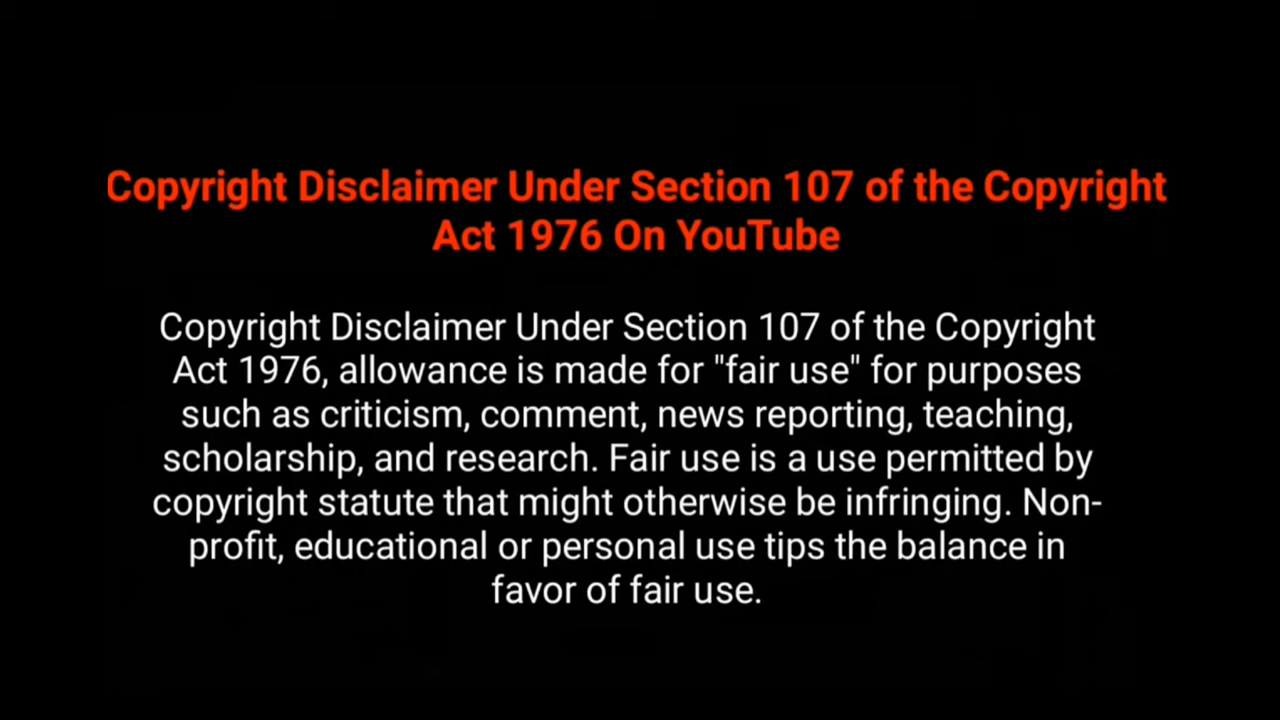 Copyright Disclaimer Under Section 107 of the Copyright
Act 1976 On YouTube
Copyright Disclaimer Under Section 107 of the Copyright
Act 1976, allowance is made for "fair use" for purposes
such as criticism, comment, news reporting, teaching,
scholarship, and research. Fair use is a use permitted by
copyright statute that might otherwise be infringing. Non-
profit, educational or personal use tips the balance in
favor of fair use.